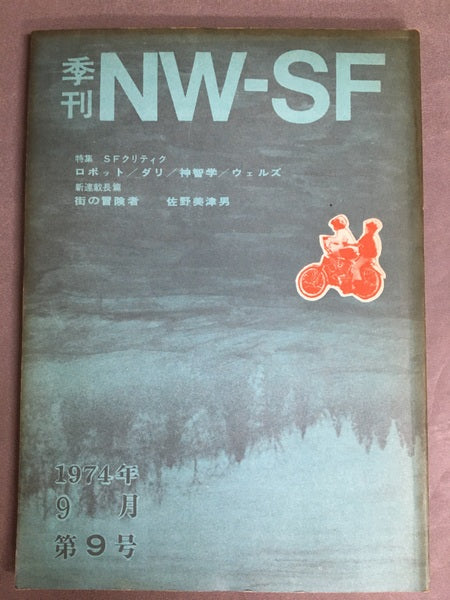 季刊 NW-SF
特集 SFクリティク
ロボット/ダリ/神智学/ウェルズ
新連載長篇
街の冒険者 佐野美津男
1974年
9月
第9号